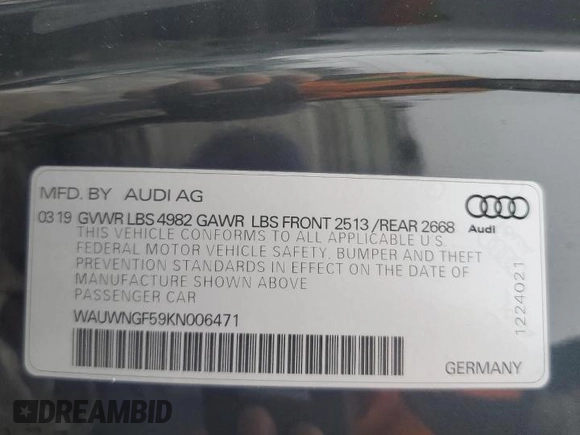 MFD. BY AUDI AG
03 19 GVWR LBS 4982 GAWR LBS FRONT 2513 / REAR 2668
THIS VEHICLE CONFORMS TO ALL APPLICABLE U.S.
FEDERAL MOTOR VEHICLE SAFETY, BUMPER AND THEFT
PREVENTION STANDARDS IN EFFECT ON THE DATE OF
MANUFACTURE SHOWN ABOVE
PASSENGER CAR
WAUWNGF59KN006471
GERMANY
Audi
1224021
DREAMBID